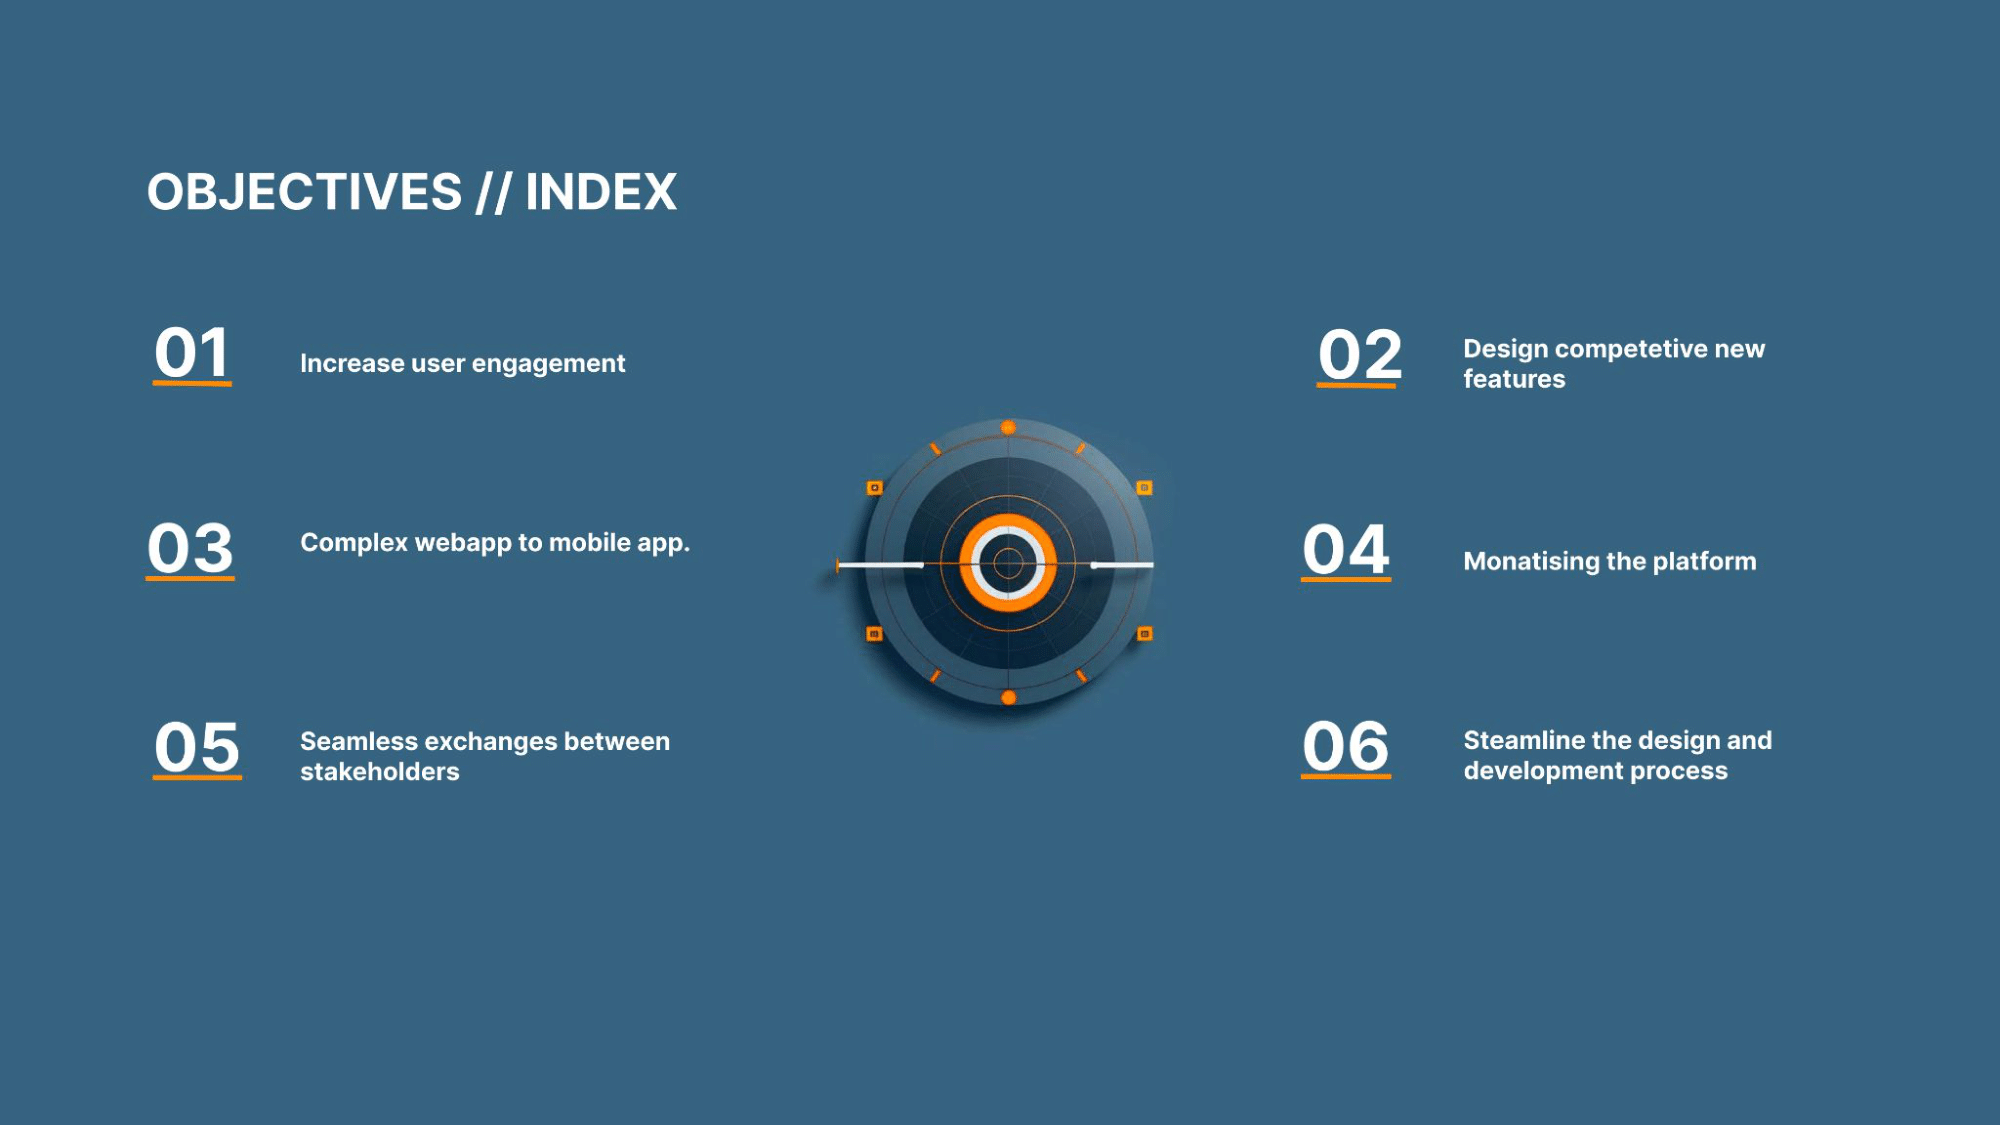 OBJECTIVES // INDEX
01
Increase user engagement
02
Design competetive new
features
03
Complex webapp to mobile app.
04
Monatising the platform
05
Seamless exchanges between
stakeholders
06
Steamline the design and
development process